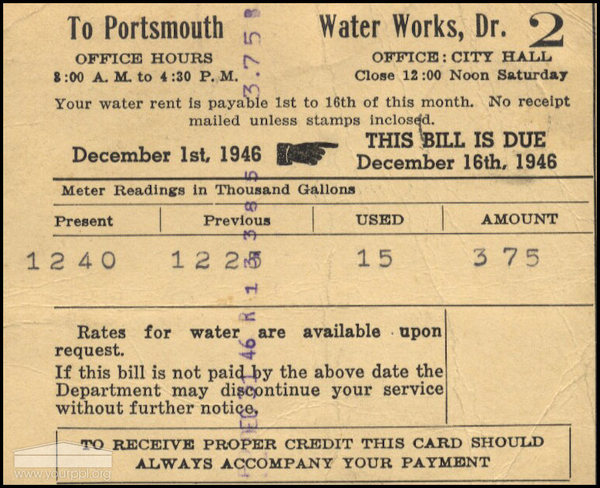 To Portsmouth Water Works, Dr. 2
OFFICE HOURS
8:00 A. M. to 4:30 P. M.
OFFICE: CITY HALL
Close 12:00 Noon Saturday
Your water rent is payable 1st to 16th of this month. No receipt
mailed unless stamps inclosed.
December 1st, 1946
THIS BILL IS DUE
December 16th, 1946
Meter Readings in Thousand Gallons
Present Previous USED AMOUNT
1240 1225 15 375
Rates for water are available upon
request.
If this bill is not paid by the above date the
Department may discontinue your service
without further notice.
TO RECEIVE PROPER CREDIT THIS CARD SHOULD
ALWAYS ACCOMPANY YOUR PAYMENT
www.yourppl.org